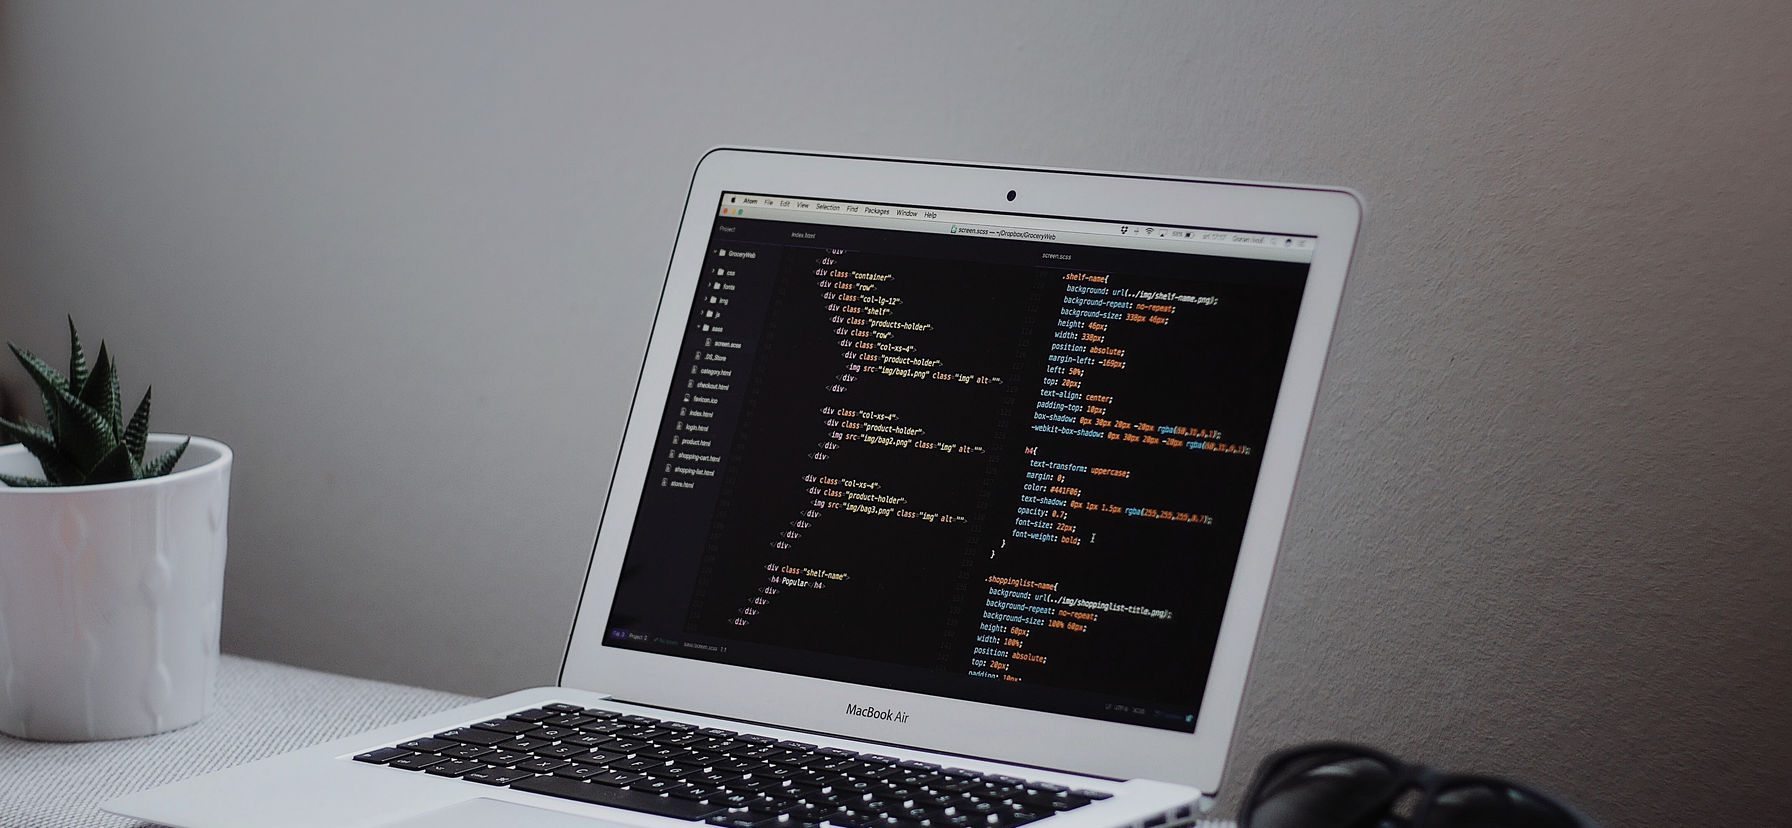 Atom File Edit View Selection Find Packages Window Help
screen.scss — ~/Dropbox/GroceryWeb
Project
GroceryWeb
css
fonts
img
js
sass
screen.scss
.DS_Store
category.html
checkout.html
favicon.ico
index.html
login.html
product.html
shopping-cart.html
shopping-list.html
store.html
index.html
</div>
<div class="container">
<div class="row">
<div class="col-lg-12">
<div class="shelf">
<div class="products-holder">
<div class="row">
<div class="col-xs-4">
<div class="product-holder">
<img src="img/bag1.png" class="img" alt="">
</div>
</div>
<div class="col-xs-4">
<div class="product-holder">
<img src="img/bag2.png" class="img" alt="">
</div>
</div>
<div class="col-xs-4">
<div class="product-holder">
<img src="img/bag3.png" class="img" alt="">
</div>
</div>
</div>
</div>
<div class="shelf-name">
<h4>Popular</h4>
</div>
</div>
</div>
</div>
screen.scss
.shelf-name{
background: url(../img/shelf-name.png);
background-repeat: no-repeat;
background-size: 338px 46px;
height: 46px;
width: 338px;
position: absolute;
margin-left: -169px;
left: 50%;
top: 20px;
text-align: center;
padding-top: 10px;
box-shadow: 0px 30px 20px -20px
-webkit-box-shadow: 0px 30px 20px -20px
h4{
text-transform: uppercase;
margin: 0;
color: #441F06;
text-shadow: 0px 1px 1.5px rgba(255,255,255,0.7);
opacity: 0.7;
font-size: 22px;
font-weight: bold;
}
}
.shoppinglist-name{
background: url(../img/shoppinglist-title.png);
background-repeat: no-repeat;
background-size: 100% 60px;
height: 60px;
width: 100%;
position: absolute;
top: 20px;
padding: 10px;
File 0 Project 0 sass/screen.scss 1:1
UTF-8 SCSS
MacBook Air